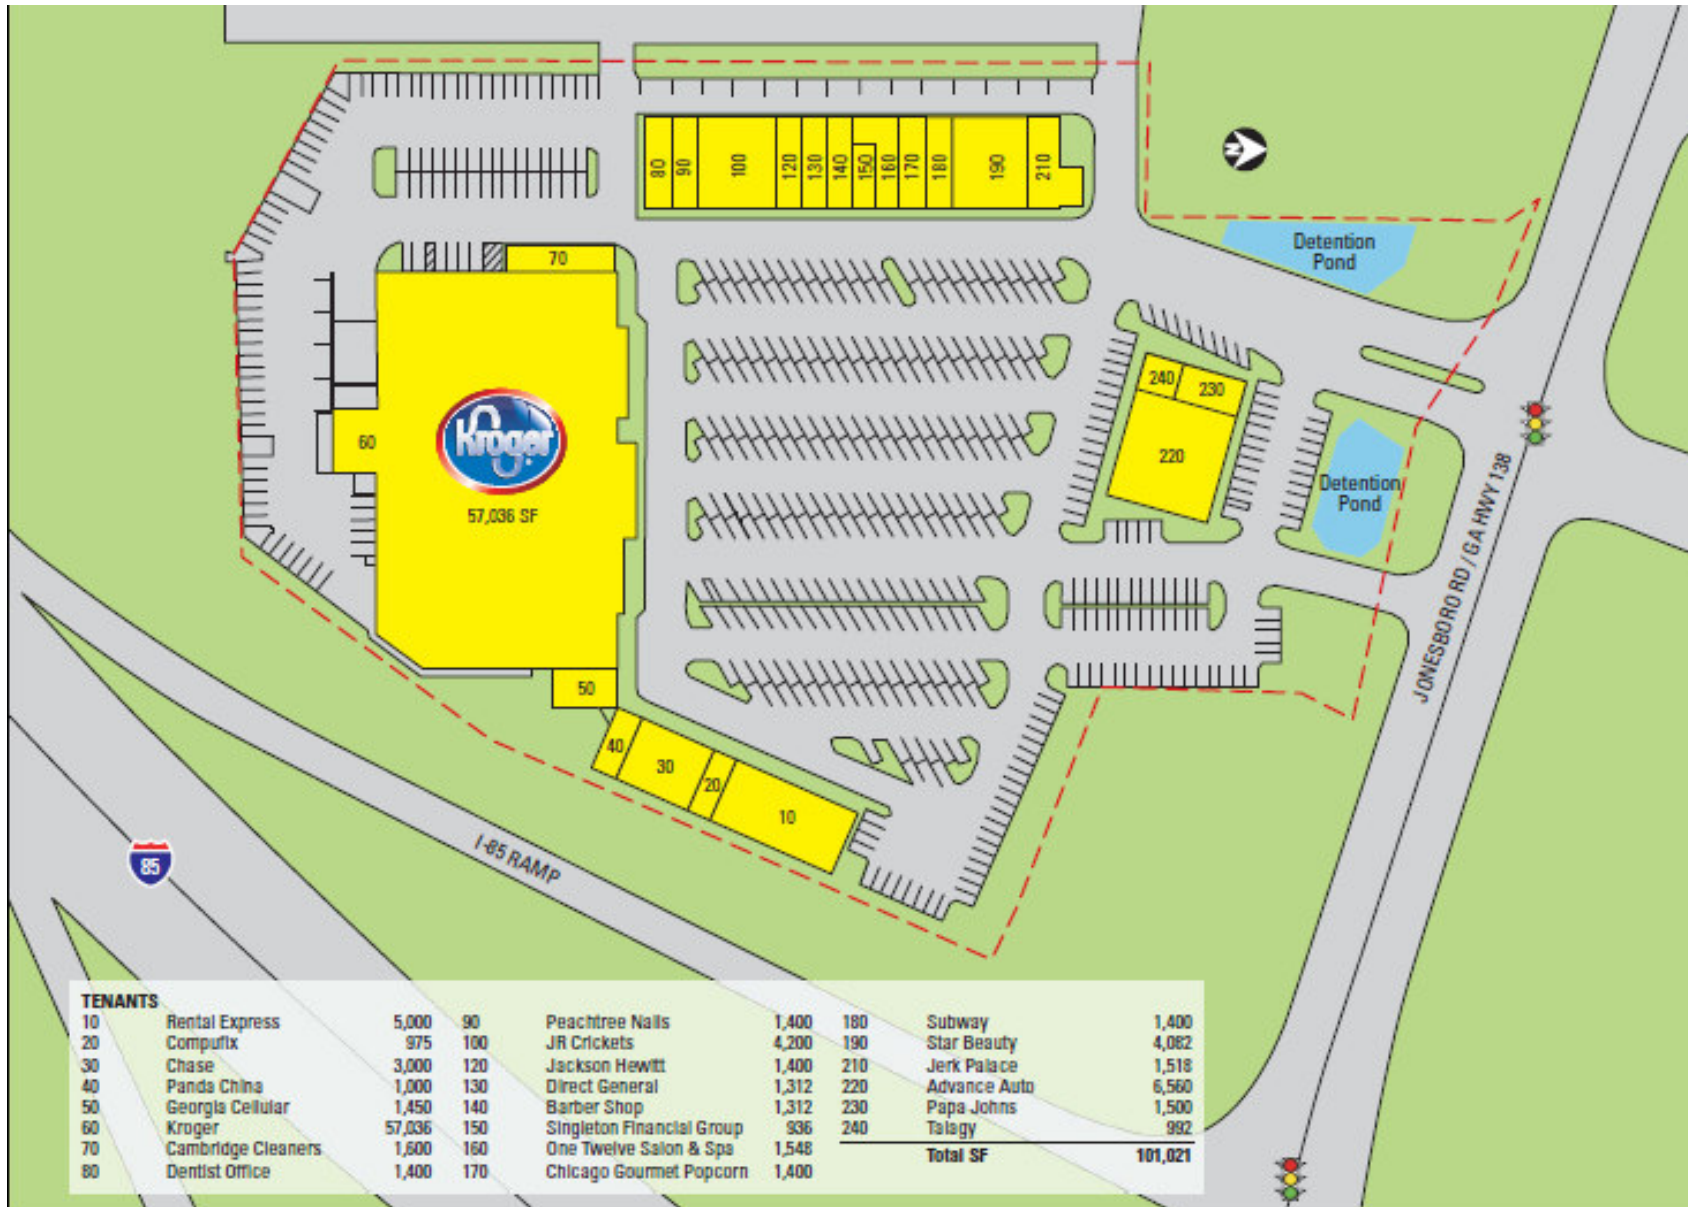 80
90
100
120
130
140
150
160
170
180
190
210
N
Detention
Pond
70
240
230
220
Kroger
60
57,036 SF
Detention
Pond
JONESBORO RD / GA HWY 138
50
40
30
20
10
I-85 RAMP
85
TENANTS
10 Rental Express 5,000 90 Peachtree Nails 1,400 180 Subway 1,400
20 Compufix 975 100 JR Crickets 4,200 190 Star Beauty 4,082
30 Chase 3,000 120 Jackson Hewitt 1,400 210 Jerk Palace 1,518
40 Panda China 1,000 130 Direct General 1,312 220 Advance Auto 6,560
50 Georgia Cellular 1,450 140 Barber Shop 1,312 230 Papa Johns 1,500
60 Kroger 57,036 150 Singleton Financial Group 936 240 Talagy 992
70 Cambridge Cleaners 1,600 160 One Twelve Salon & Spa 1,548 Total SF 101,021
80 Dentist Office 1,400 170 Chicago Gourmet Popcorn 1,400